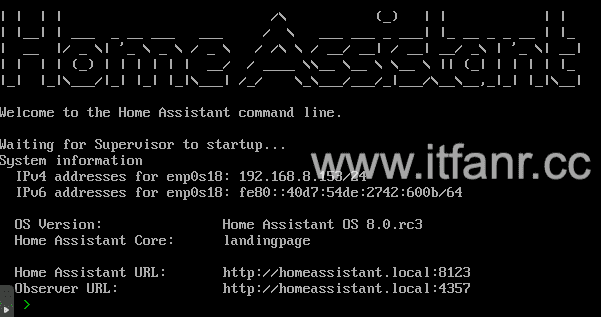 Home Assistant
Welcome to the Home Assistant command line.
Waiting for Supervisor to startup...
System information
IPv4 addresses for enp0s18: 192.168.8.153/24
IPv6 addresses for enp0s18: fe80::40d7:54de:2742:600b/64
www.itfanr.cc
OS Version: Home Assistant OS 8.0.rc3
Home Assistant Core: landingpage
Home Assistant URL: http://homeassistant.local:8123
Observer URL: http://homeassistant.local:4357
>